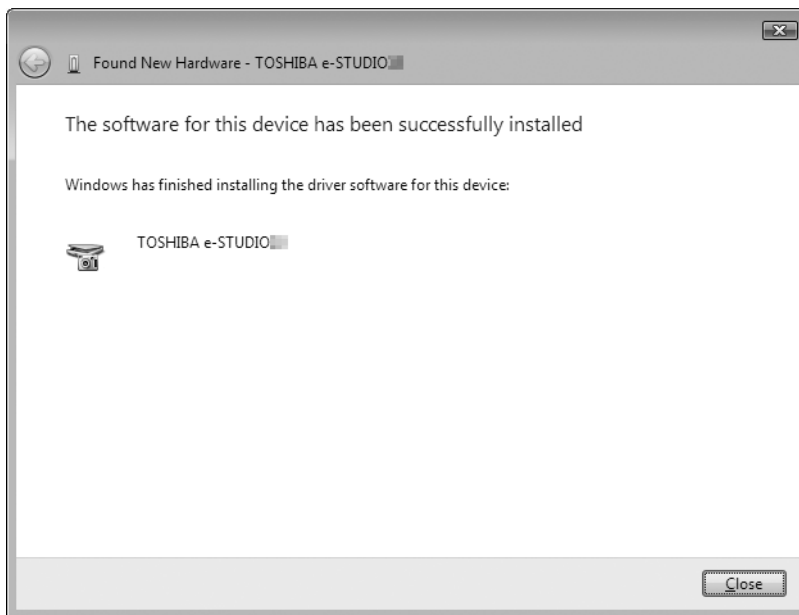 Found New Hardware - TOSHIBA e-STUDIO
The software for this device has been successfully installed
Windows has finished installing the driver software for this device:
TOSHIBA e-STUDIO
Close